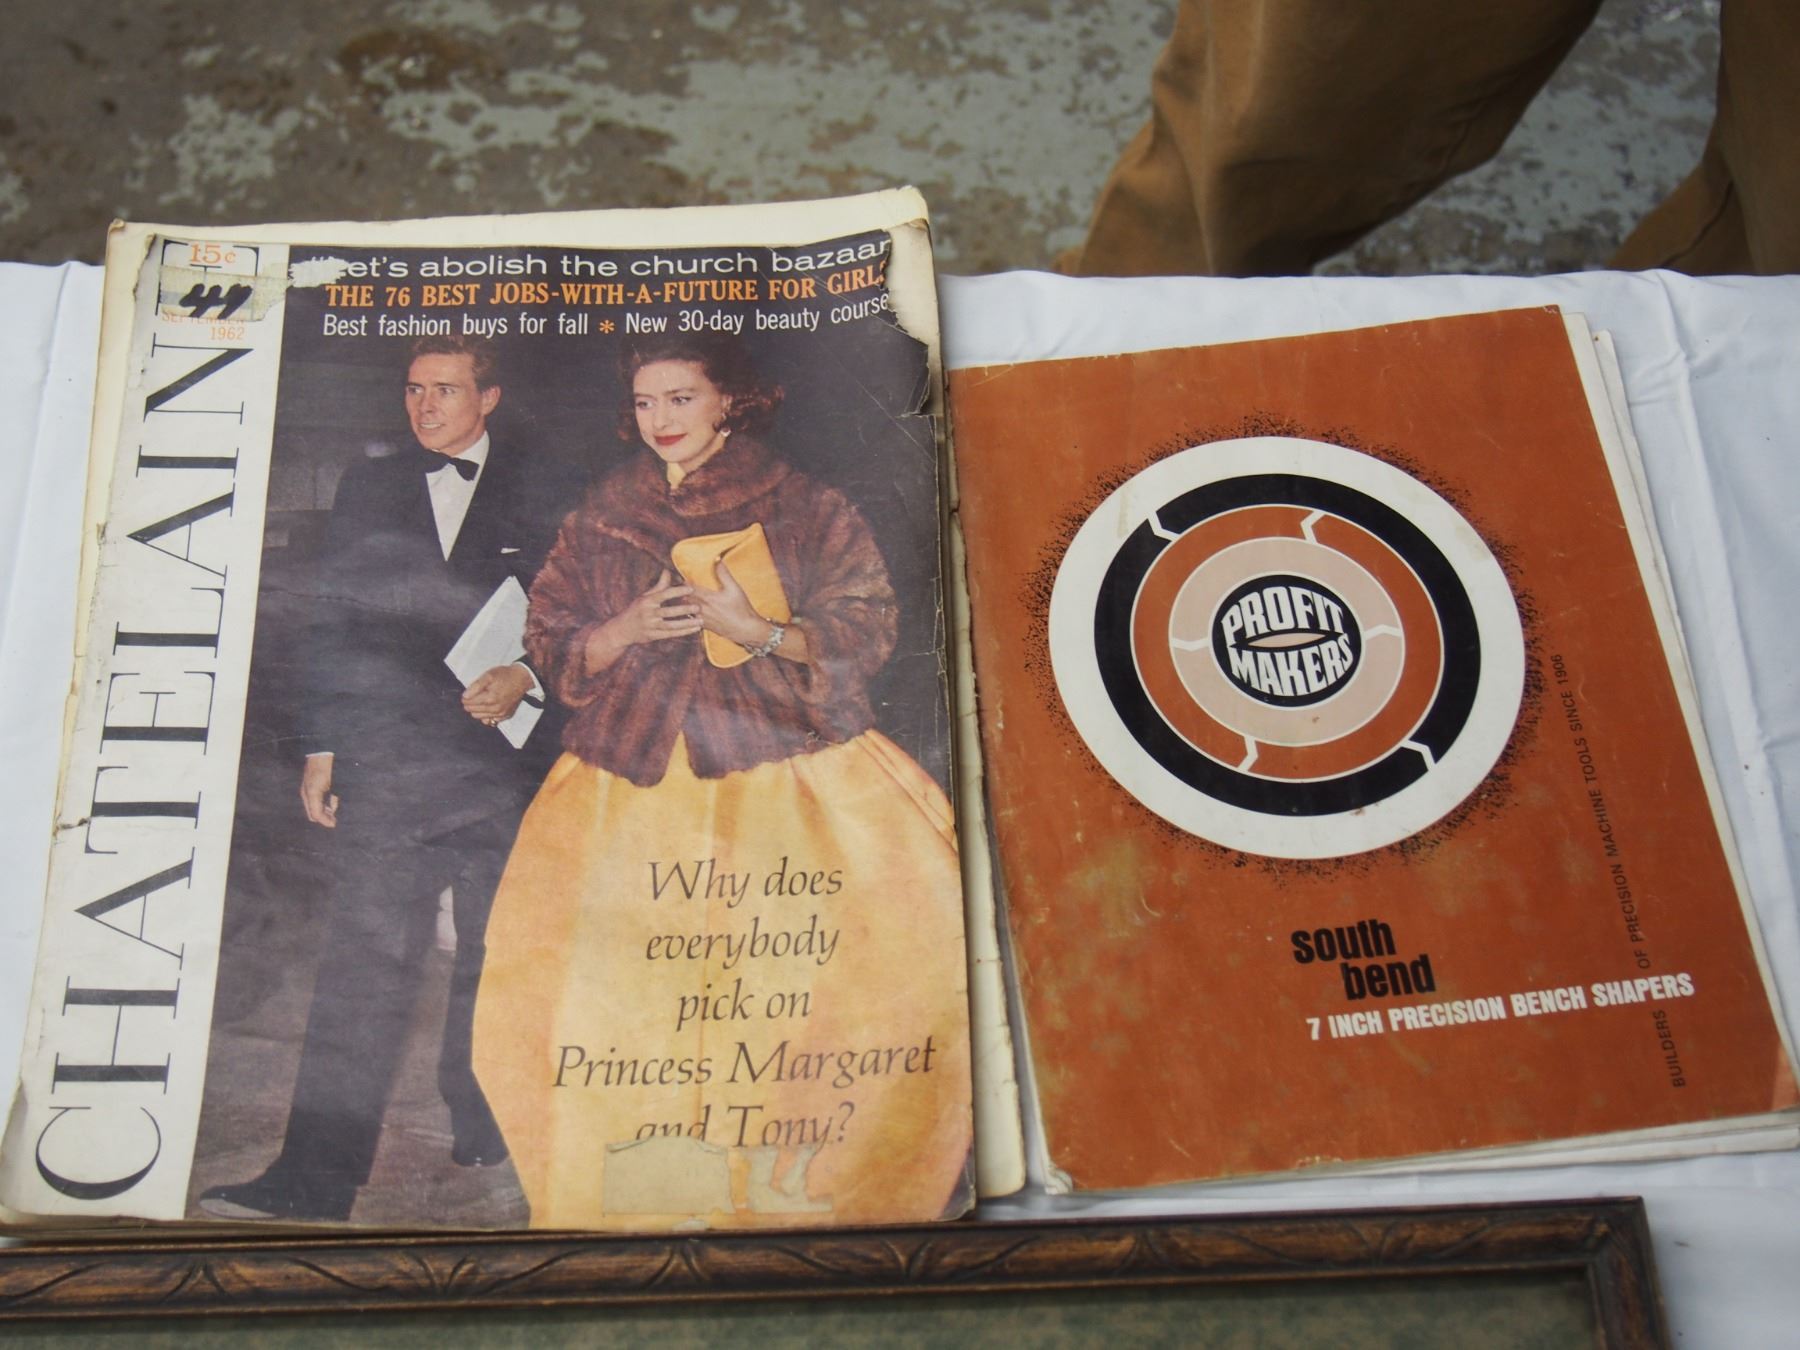 15¢
44
SEPTEMBER
1962
CHATELAINE
"Let's abolish the church bazaar
THE 76 BEST JOBS-WITH-A-FUTURE FOR GIRLS
Best fashion buys for fall * New 30-day beauty course
Why does
everybody
pick on
Princess Margaret
and Tony?
PROFIT
MAKERS
south
bend
7 INCH PRECISION BENCH SHAPERS
BUILDERS OF PRECISION MACHINE TOOLS SINCE 1906